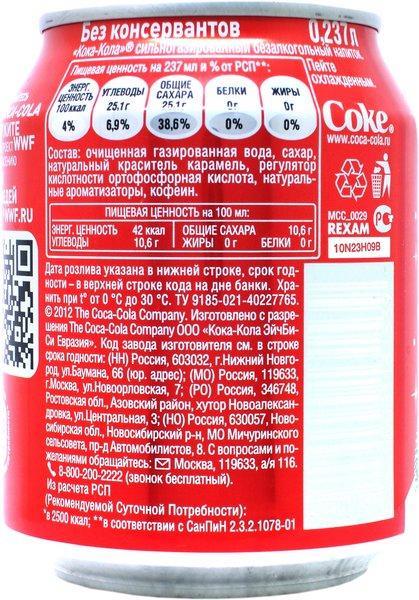 Без консервантов 0,237л
«Кока-Кола»® сильногазированный безалкогольный напиток.
Пищевая ценность на 237 мл и % от РСП**: Пейте
охлажденным.
ЭНЕРГ. ЦЕННОСТЬ 100ккал 4%
УГЛЕВОДЫ 25,1г 6,9%
ОБЩИЕ САХАРА 25,1г 38,6%
БЕЛКИ 0г 0%
ЖИРЫ 0г 0%
Coke®
www.coca-cola.ru
COCA-COLA
WWF
WWF.RU
Состав: очищенная газированная вода, сахар,
натуральный краситель карамель, регулятор
кислотности ортофосфорная кислота, натураль-
ные ароматизаторы, кофеин.
ПИЩЕВАЯ ЦЕННОСТЬ НА 100 мл:
ЭНЕРГ. ЦЕННОСТЬ 42 ккал ОБЩИЕ САХАРА 10,6 г
УГЛЕВОДЫ 10,6 г ЖИРЫ 0 г БЕЛКИ 0 г
MCC_0029
REXAM
10N23H09B
Дата розлива указана в нижней строке, срок год-
ности – в верхней строке кода на дне банки. Хра-
нить при t° от 0 °С до 30 °С. ТУ 9185-021-40227765.
© 2012 The Coca-Cola Company. Изготовлено с разре-
шения The Coca-Cola Company ООО «Кока-Кола ЭйчБи-
Си Евразия». Код завода изготовителя см. в строке
срока годности: (НН) Россия, 603032, г.Нижний Новго-
род, ул.Баумана, 66 (юр. адрес); (МО) Россия, 119633,
г.Москва, ул.Новоорловская, 7; (РО) Россия, 346748,
Ростовская обл., Азовский район, хутор Новоалексан-
дровка, ул.Центральная, 3; (НО) Россия, 630057, Ново-
сибирская обл., Новосибирский р-н, МО Мичуринского
сельсовета, пр-д Автомобилистов, 8. С вопросами и по-
желаниями обращайтесь: Москва, 119633, а/я 116.
8-800-200-2222 (звонок бесплатный).
Из расчета РСП
(Рекомендуемой Суточной Потребности):
*в 2500 ккал; **в соответствии с СанПиН 2.3.2.1078-01